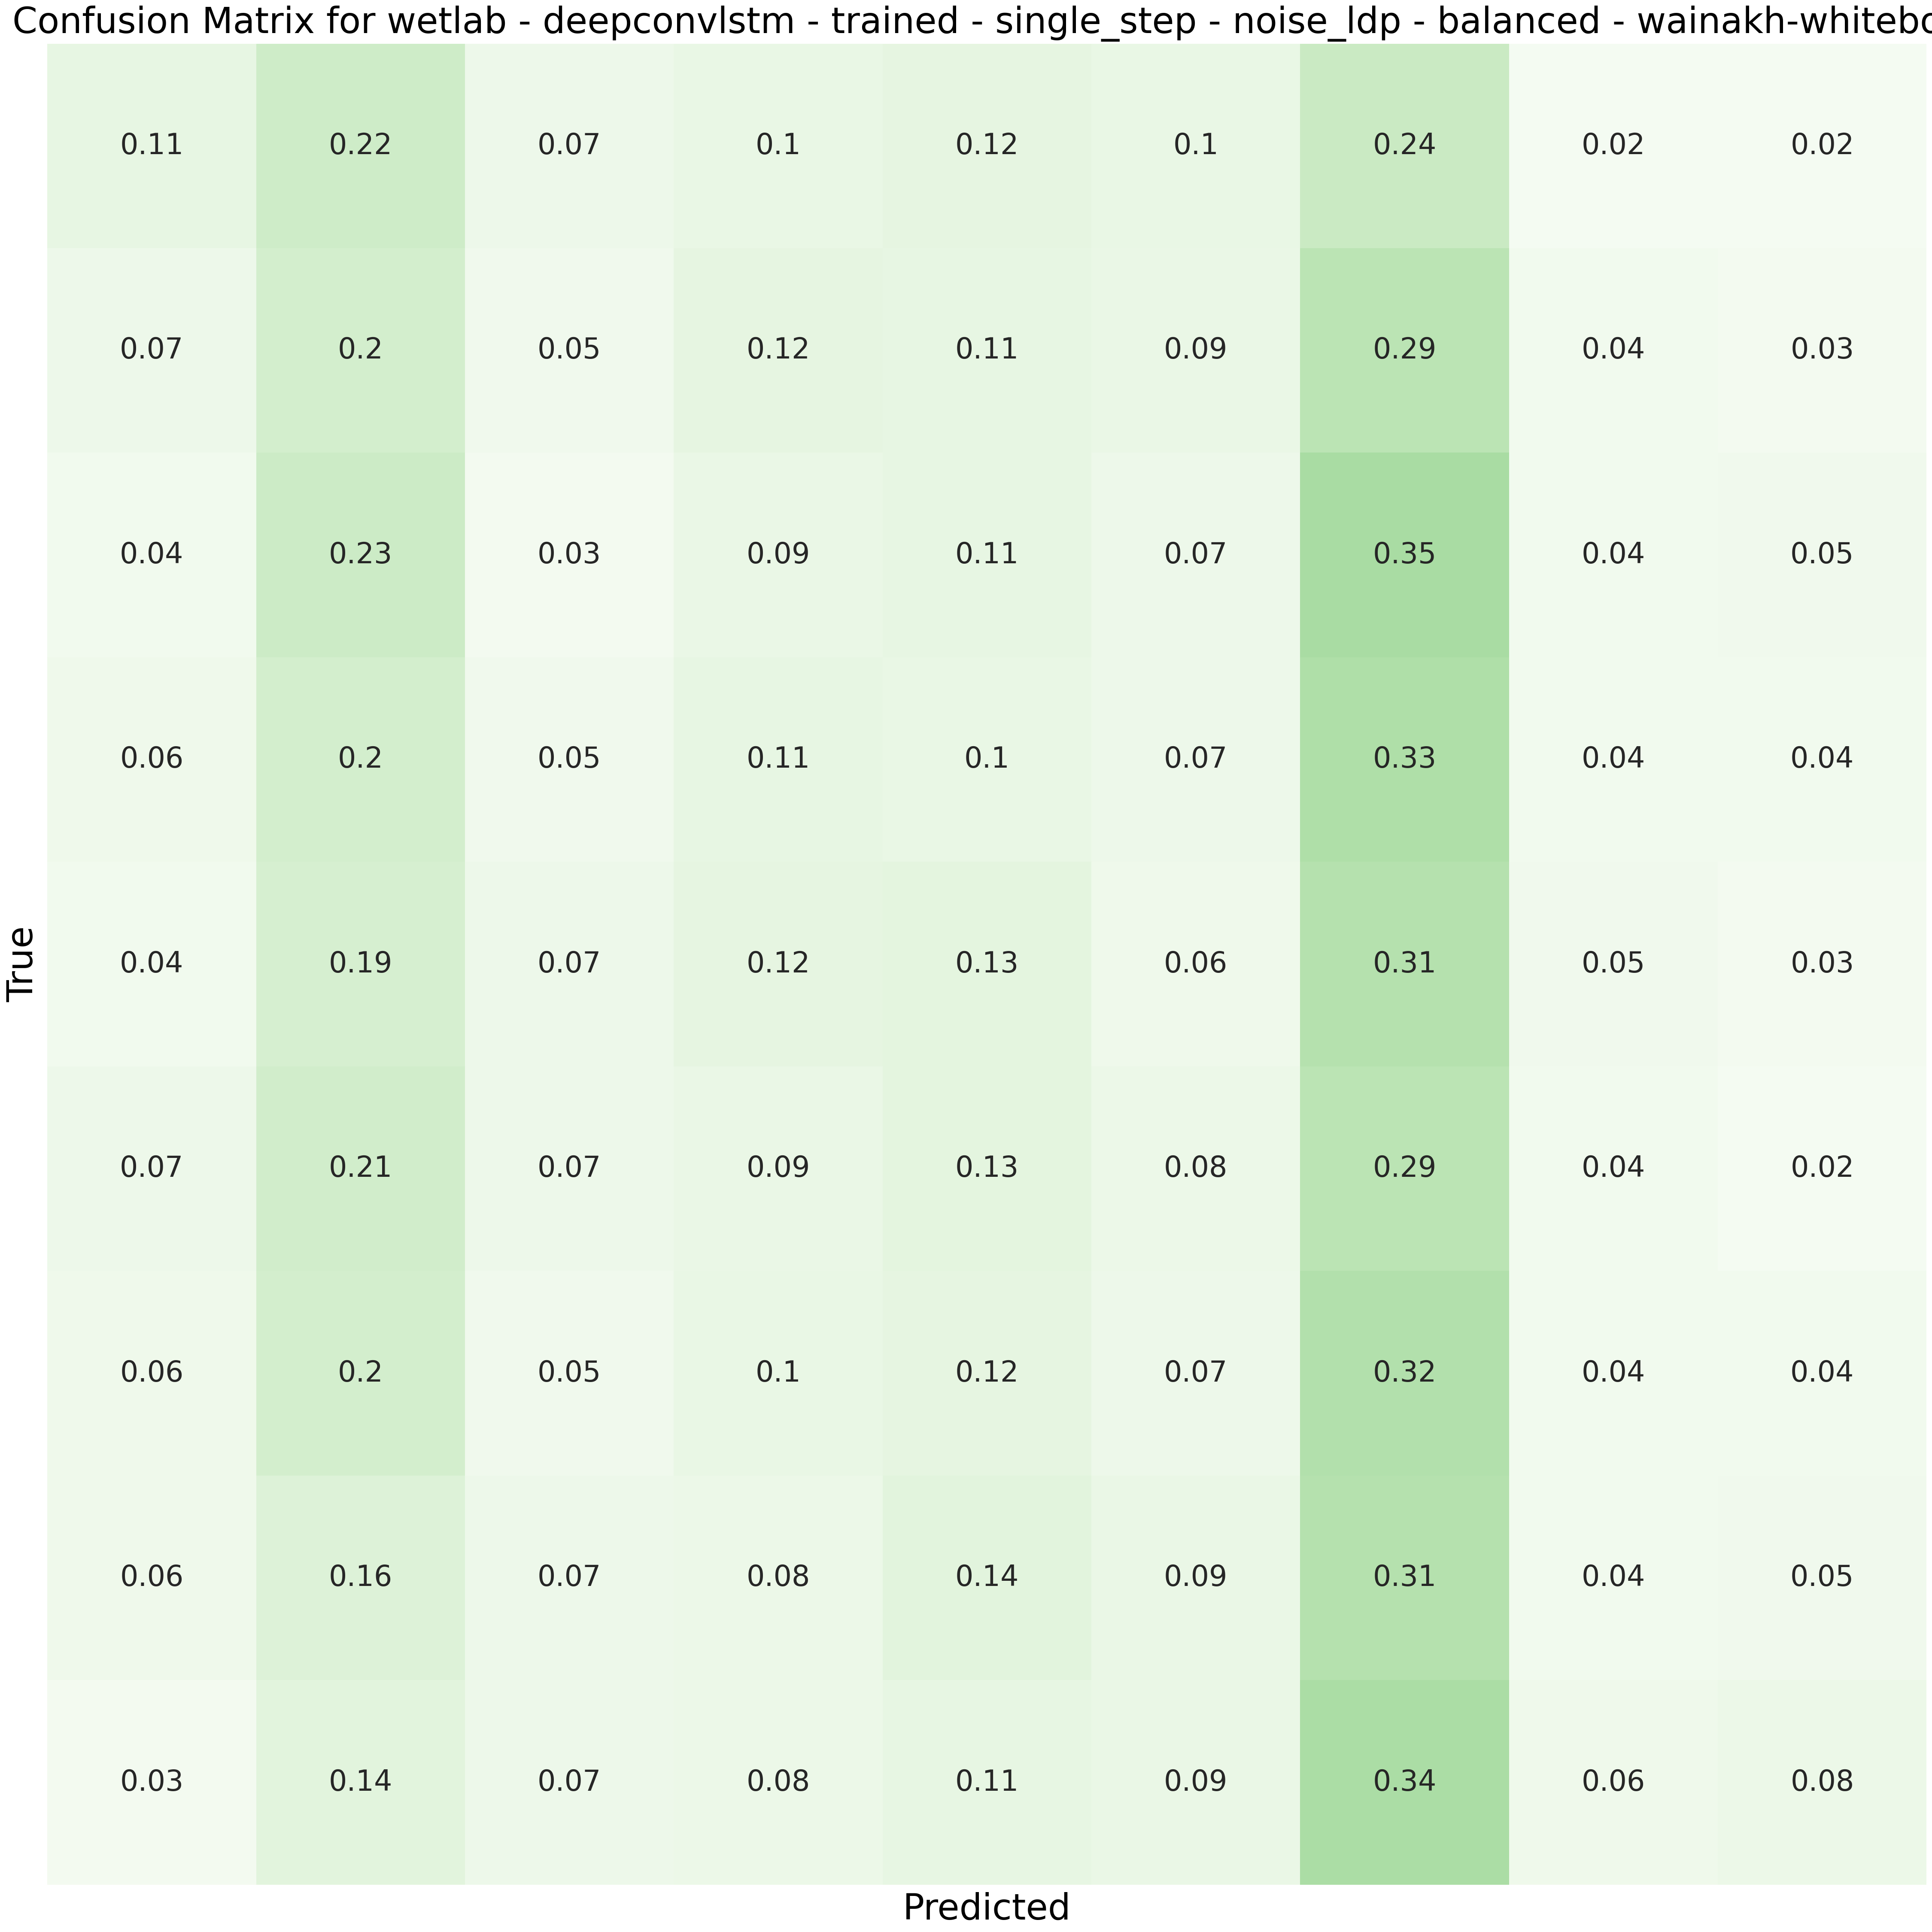 Confusion Matrix for wetlab - deepconvlstm - trained - single_step - noise_ldp - balanced - wainakh-whitebo
0.11 0.22 0.07 0.1 0.12 0.1 0.24 0.02 0.02
0.07 0.2 0.05 0.12 0.11 0.09 0.29 0.04 0.03
0.04 0.23 0.03 0.09 0.11 0.07 0.35 0.04 0.05
0.06 0.2 0.05 0.11 0.1 0.07 0.33 0.04 0.04
0.04 0.19 0.07 0.12 0.13 0.06 0.31 0.05 0.03
True
0.07 0.21 0.07 0.09 0.13 0.08 0.29 0.04 0.02
0.06 0.2 0.05 0.1 0.12 0.07 0.32 0.04 0.04
0.06 0.16 0.07 0.08 0.14 0.09 0.31 0.04 0.05
0.03 0.14 0.07 0.08 0.11 0.09 0.34 0.06 0.08
Predicted